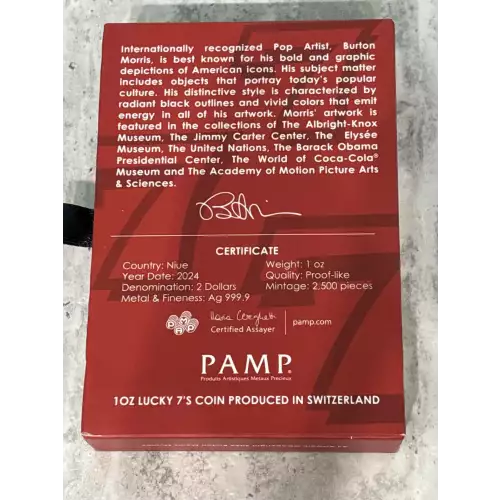 Internationally recognized Pop Artist, Burton
Morris, is best known for his bold and graphic
depictions of American icons. His subject matter
includes objects that portray today's popular
culture. His distinctive style is characterized by
radiant black outlines and vivid colors that emit
energy in all of his artwork. Morris' artwork is
featured in the collections of The Albright-Knox
Museum, The Jimmy Carter Center, The Elysée
Museum, The United Nations, The Barack Obama
Presidential Center, The World of Coca-Cola®
Museum and The Academy of Motion Picture Arts
& Sciences.
CERTIFICATE
Country: Niue
Year Date: 2024
Denomination: 2 Dollars
Metal & Fineness: Ag 999.9
Weight: 1 oz
Quality: Proof-like
Mintage: 2,500 pieces
PAMP
Certified Assayer
pamp.com
PAMP®
Produits Artistiques Métaux Précieux
1OZ LUCKY 7'S COIN PRODUCED IN SWITZERLAND